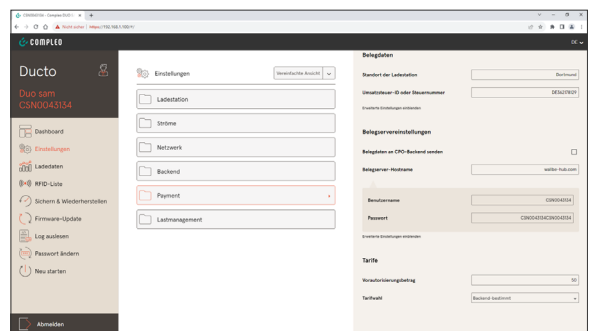 CSN0043134 - Compleo Ducto
Nicht sicher | https://192.168.1.100/#/
COMPLEO
DE
Ducto
Duo sam
CSN0043134
Dashboard
Einstellungen
Ladedaten
RFID-Liste
Sichern & Wiederherstellen
Firmware-Update
Log auslesen
Passwort ändern
Neu starten
Abmelden
Einstellungen
Vereinfachte Ansicht
Ladestation
Ströme
Netzwerk
Backend
Payment
Lastmanagement
Belegdaten
Standort der Ladestation
Dortmund
Umsatzsteuer-ID oder Steuernummer
Erweiterte Einstellungen einblenden
Belegservereinstellungen
Belegdaten an CPO-Backend senden
Belegserver-Hostname
walbe-hub.com
Benutzername
CSN0043134
Passwort
CSN0043134CSN0043134
Erweiterte Einstellungen einblenden
Tarife
Vorautorisierungsbetrag
50
Tarifwahl
Backend-bestimmt